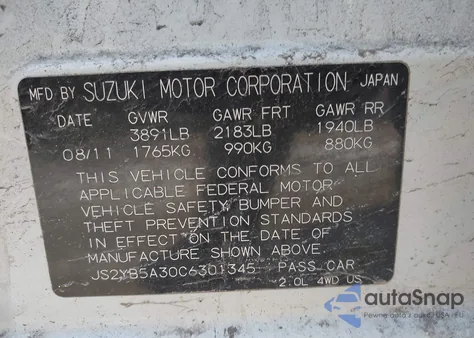 MFD BY SUZUKI MOTOR CORPORATION JAPAN
DATE GVWR GAWR FRT GAWR RR
3891LB 2183LB 1940LB
08/11 1765KG 990KG 880KG
THIS VEHICLE CONFORMS TO ALL
APPLICABLE FEDERAL MOTOR
VEHICLE SAFETY, BUMPER AND
THEFT PREVENTION STANDARDS
IN EFFECT ON THE DATE OF
MANUFACTURE SHOWN ABOVE.
JS2YB5A30C6301345 PASS CAR
2.0L 4WD US
autoSnap